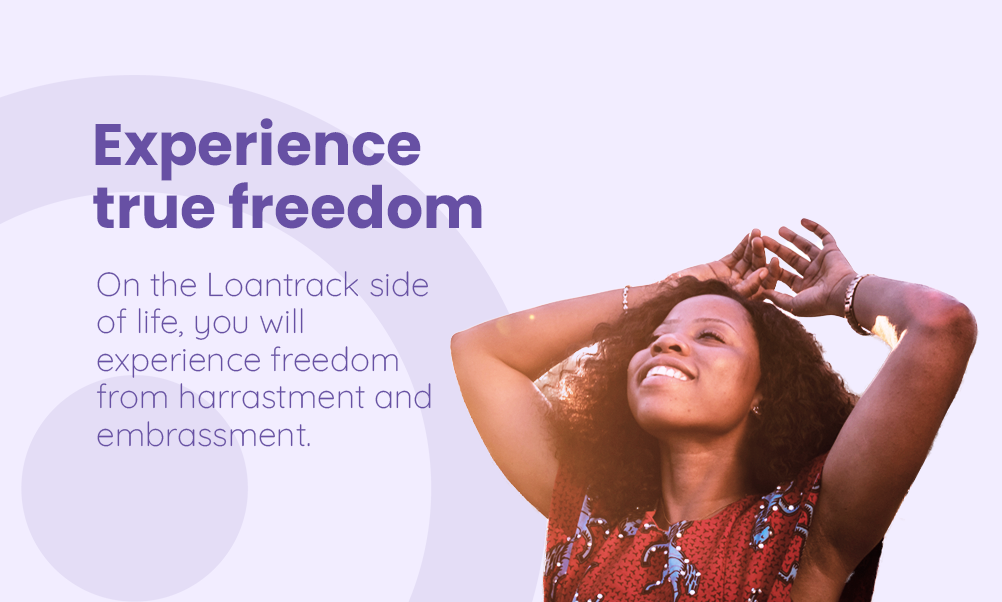 Experience
true freedom
On the Loantrack side
of life, you will
experience freedom
from harrastment and
embrassment.